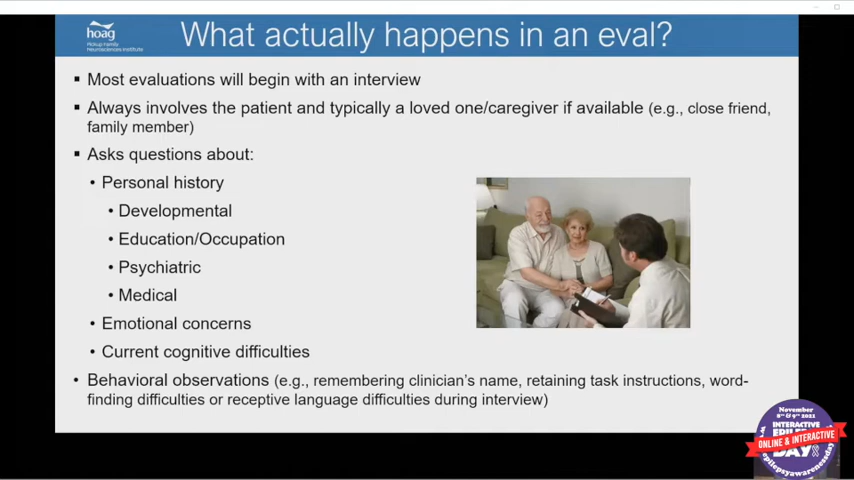 hoag
Pickup Family
Neurosciences Institute
What actually happens in an eval?
▪ Most evaluations will begin with an interview
▪ Always involves the patient and typically a loved one/caregiver if available (e.g., close friend,
family member)
▪ Asks questions about:
• Personal history
• Developmental
• Education/Occupation
• Psychiatric
• Medical
• Emotional concerns
• Current cognitive difficulties
• Behavioral observations (e.g., remembering clinician's name, retaining task instructions, word-
finding difficulties or receptive language difficulties during interview)
November
INTERACTIVE
ONLINE & INTERACTIVE